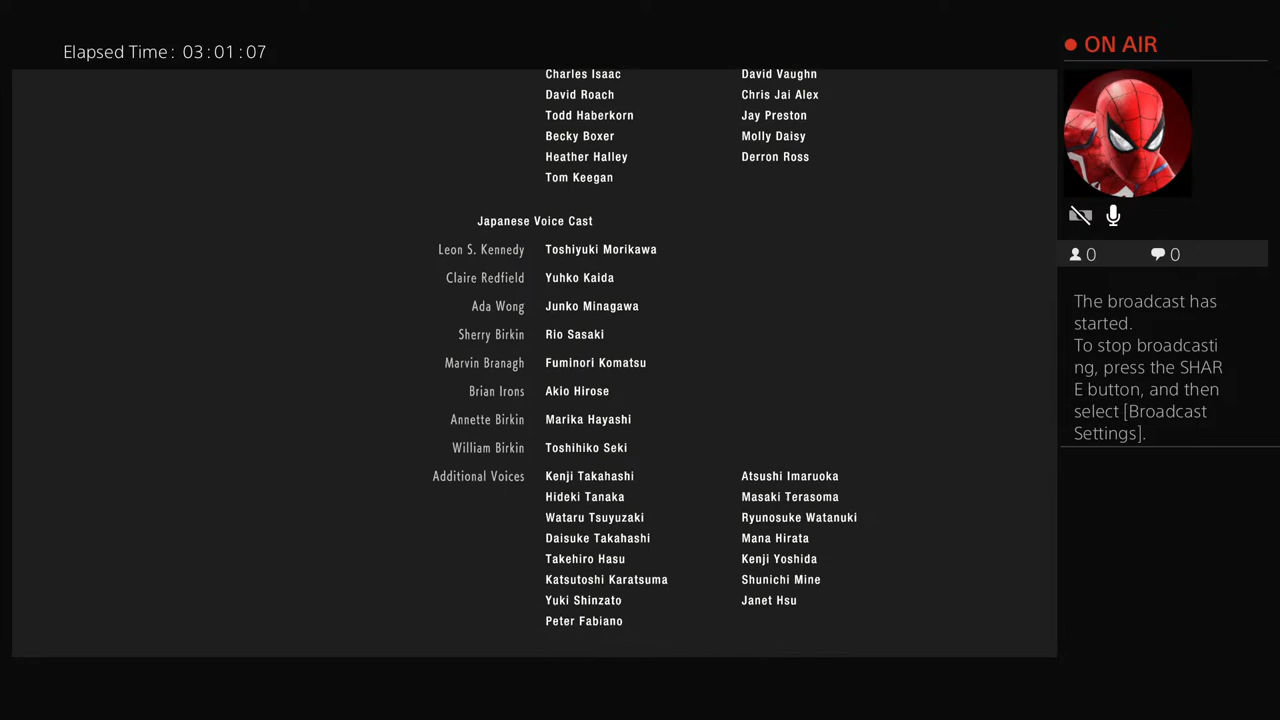 Elapsed Time: 03:01:07
ON AIR
Charles Isaac David Vaughn
David Roach Chris Jai Alex
Todd Haberkorn Jay Preston
Becky Boxer Molly Daisy
Heather Halley Derron Ross
Tom Keegan
Japanese Voice Cast
Leon S. Kennedy Toshiyuki Morikawa
Claire Redfield Yuhko Kaida
Ada Wong Junko Minagawa
Sherry Birkin Rio Sasaki
Marvin Branagh Fuminori Komatsu
Brian Irons Akio Hirose
Annette Birkin Marika Hayashi
William Birkin Toshihiko Seki
Additional Voices Kenji Takahashi Atsushi Imaruoka
Hideki Tanaka Masaki Terasoma
Wataru Tsuyuzaki Ryunosuke Watanuki
Daisuke Takahashi Mana Hirata
Takehiro Hasu Kenji Yoshida
Katsutoshi Karatsuma Shunichi Mine
Yuki Shinzato Janet Hsu
Peter Fabiano
0 0
The broadcast has
started.
To stop broadcasti
ng, press the SHAR
E button, and then
select [Broadcast
Settings].